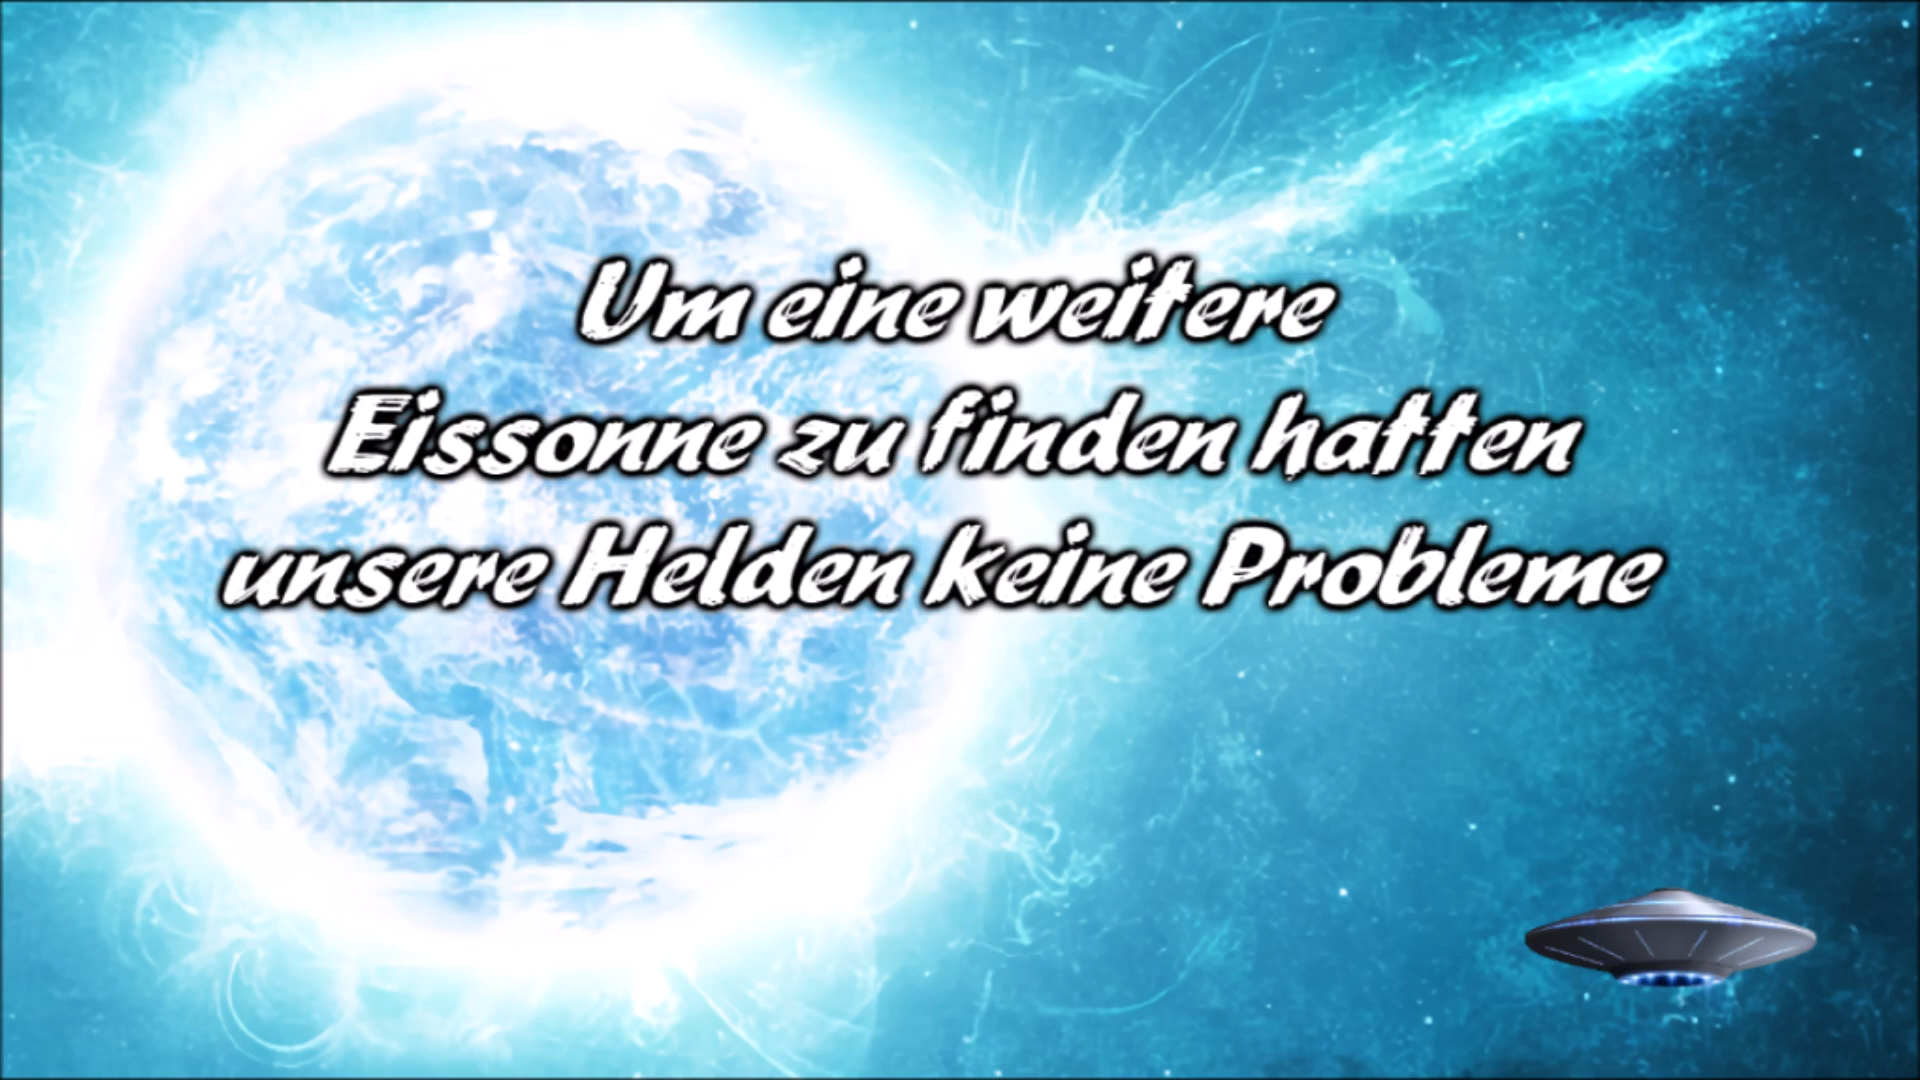 Um eine weitere
Eissonne zu finden hatten
unsere Helden keine Probleme